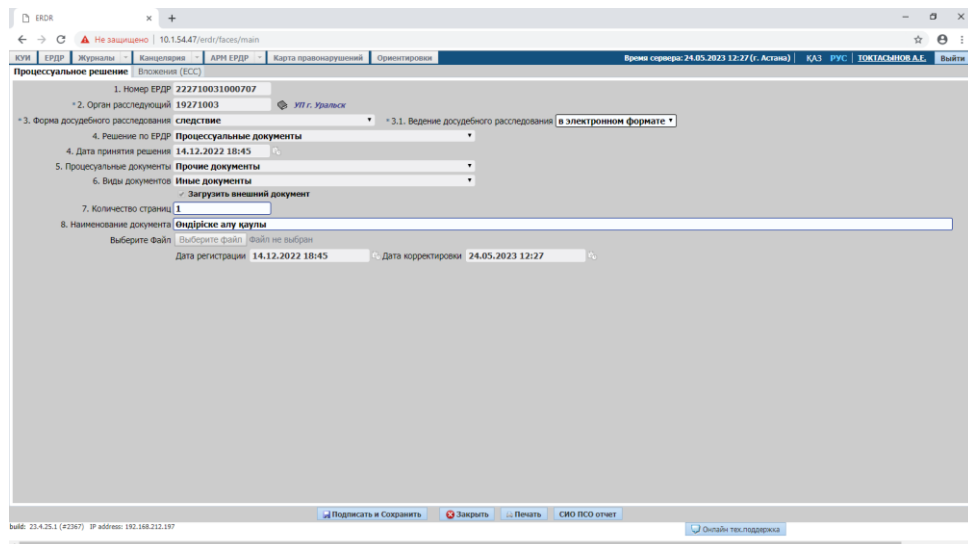 ERDR
Не защищено | 10.1.54.47/erdr/faces/main
КУИ ЕРДР Журналы Канцелярия АРМ ЕРДР Карта правонарушений Ориентировки Время сервера: 24.05.2023 12:27 (г. Астана) ҚАЗ РУС ТОКТАСЫНОВ А.Е. Выйти
Процессуальное решение Вложения (ECC)
1. Номер ЕРДР 222710031000707
* 2. Орган расследующий 19271003 УП г. Уральск
* 3. Форма досудебного расследования следствие * 3.1. Ведение досудебного расследования в электронном формате
4. Решение по ЕРДР Процессуальные документы
4. Дата принятия решения 14.12.2022 18:45
5. Процесуальные документы Прочие документы
6. Виды документов Иные документы
Загрузить внешний документ
7. Количество страниц 1
8. Наименование документа Өндіріске алу қаулы
Выберите Файл Выберите файл Файл не выбран
Дата регистрации 14.12.2022 18:45 Дата корректировки 24.05.2023 12:27
Подписать и Сохранить Закрыть Печать СИО ПСО отчет
build: 23.4.25.1 (#2367) IP address: 192.168.212.197
Онлайн тех.поддержка